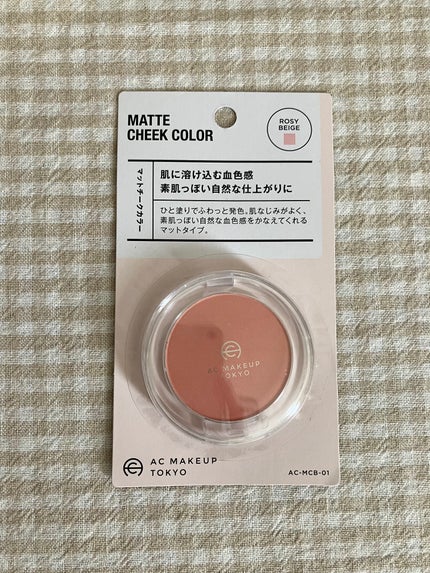 MATTE
CHEEK COLOR
ROSY
BEIGE
マットチークカラー
肌に溶け込む血色感
素肌っぽい自然な仕上がりに
ひと塗りでふわっと発色。肌なじみがよく、
素肌っぽい自然な血色感をかなえてくれる
マットタイプ。
AC MAKEUP
TOKYO
AC MAKEUP
TOKYO
AC-MCB-01